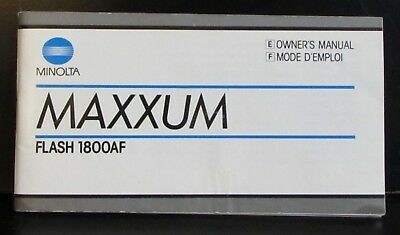 MINOLTA
E OWNER'S MANUAL
F MODE D'EMPLOI
MAXXUM
FLASH 1800AF